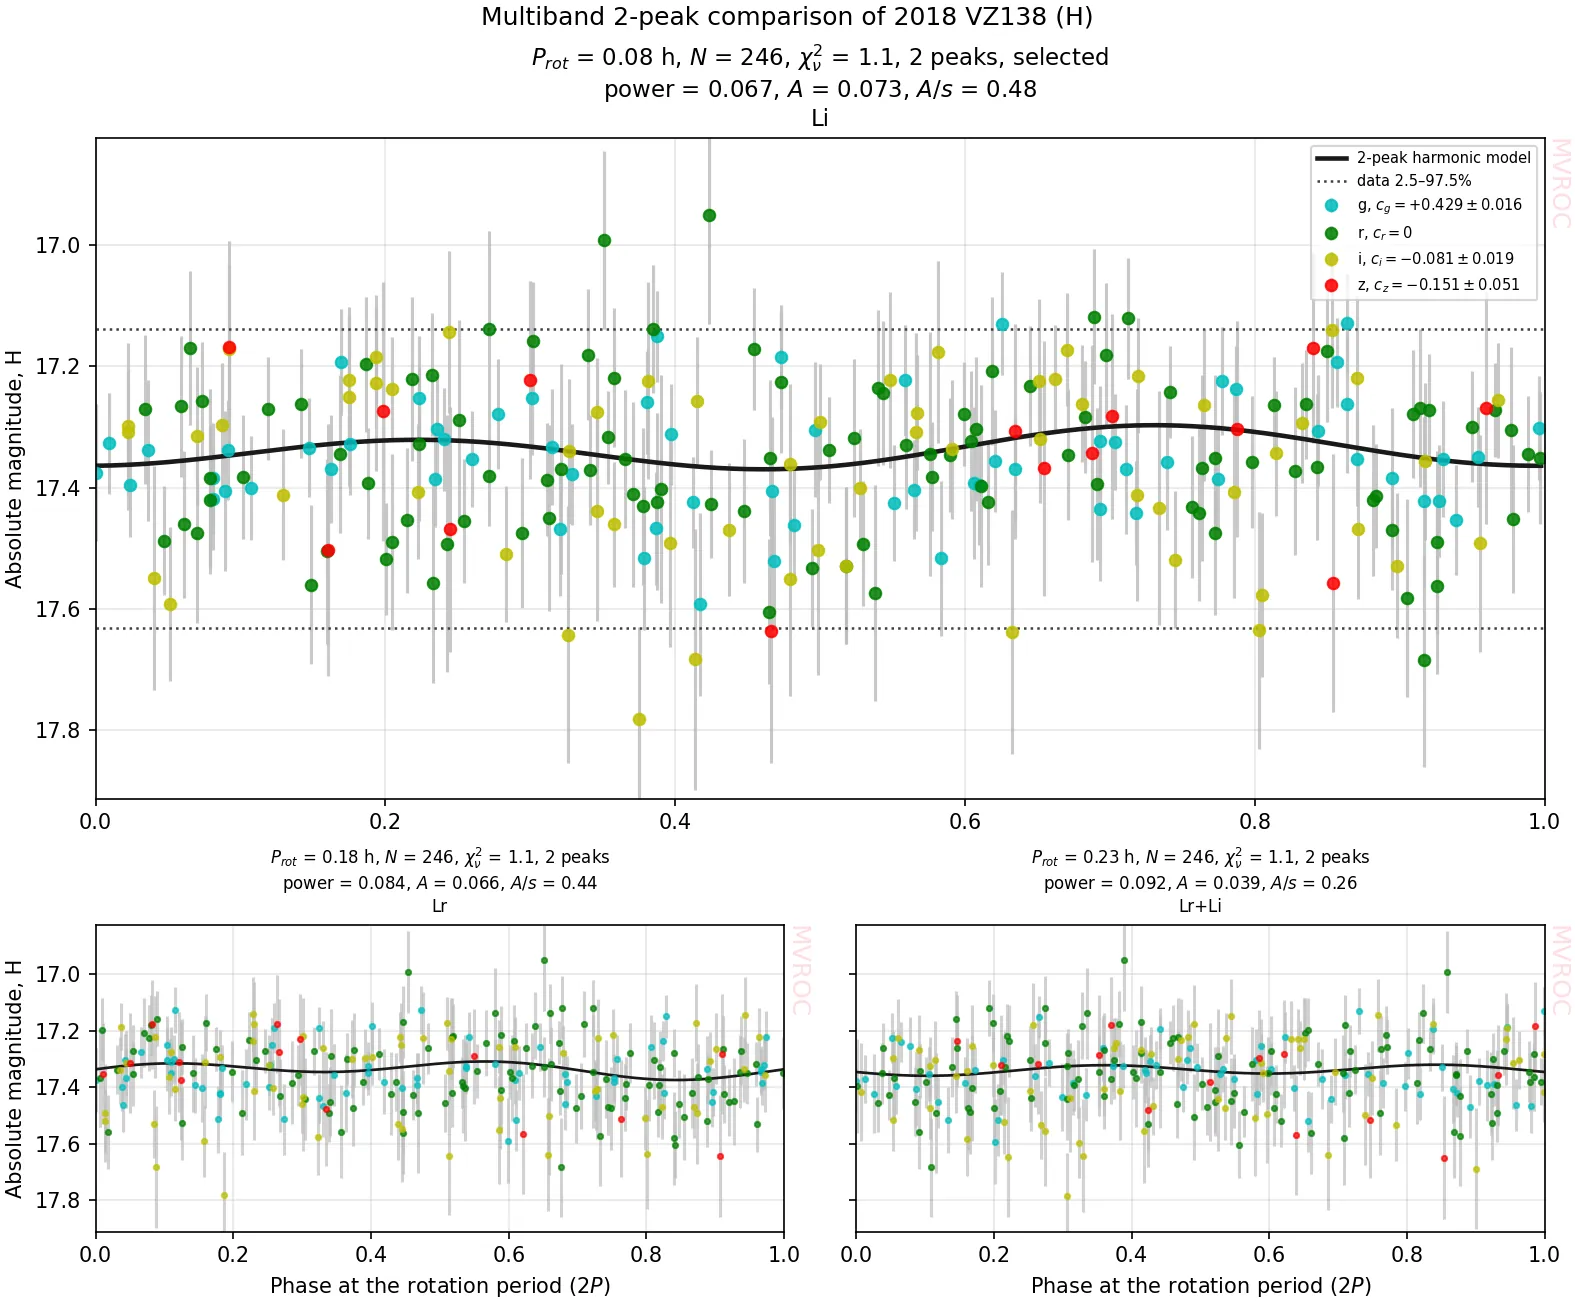 Multiband 2-peak comparison of 2018 VZ138 (H)
P_rot = 0.08 h, N = 246, χ²_ν = 1.1, 2 peaks, selected
power = 0.067, A = 0.073, A/s = 0.48
Li
2-peak harmonic model
data 2.5–97.5%
g, c_g = +0.429 ± 0.016
r, c_r = 0
i, c_i = −0.081 ± 0.019
z, c_z = −0.151 ± 0.051
MVROC
Absolute magnitude, H
17.0
17.2
17.4
17.6
17.8
0.0 0.2 0.4 0.6 0.8 1.0
P_rot = 0.18 h, N = 246, χ²_ν = 1.1, 2 peaks
power = 0.084, A = 0.066, A/s = 0.44
Lr
MVROC
Absolute magnitude, H
17.0
17.2
17.4
17.6
17.8
0.0 0.2 0.4 0.6 0.8 1.0
Phase at the rotation period (2P)
P_rot = 0.23 h, N = 246, χ²_ν = 1.1, 2 peaks
power = 0.092, A = 0.039, A/s = 0.26
Lr+Li
MVROC
0.0 0.2 0.4 0.6 0.8 1.0
Phase at the rotation period (2P)